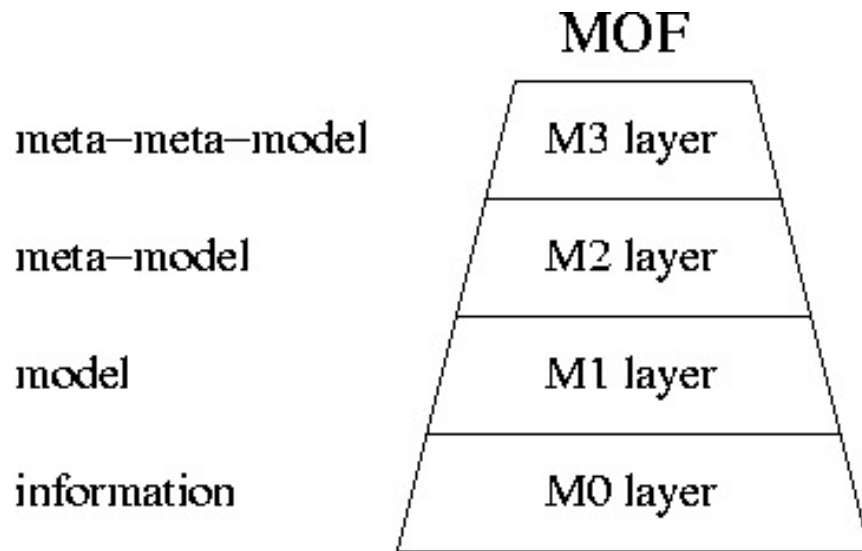 MOF
meta–meta–model M3 layer
meta–model M2 layer
model M1 layer
information M0 layer